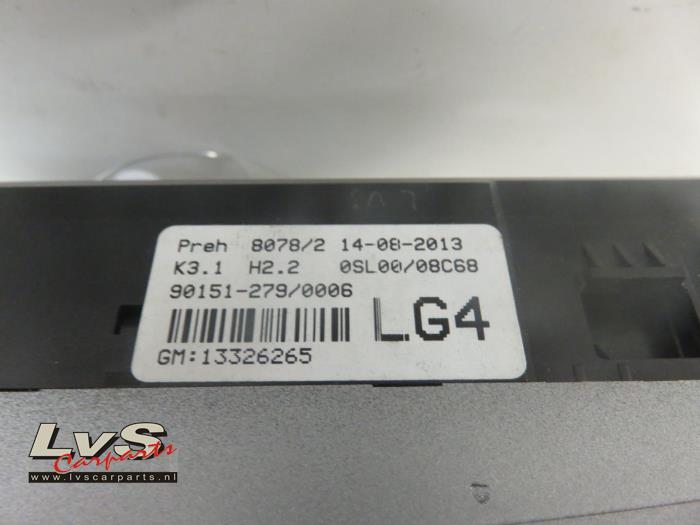 Preh 8078/2 14-08-2013
K3.1 H2.2 0SL00/08C68
90151-279/0006
LG4
GM:13326265
LvS
Carparts
www.lvscarparts.nl